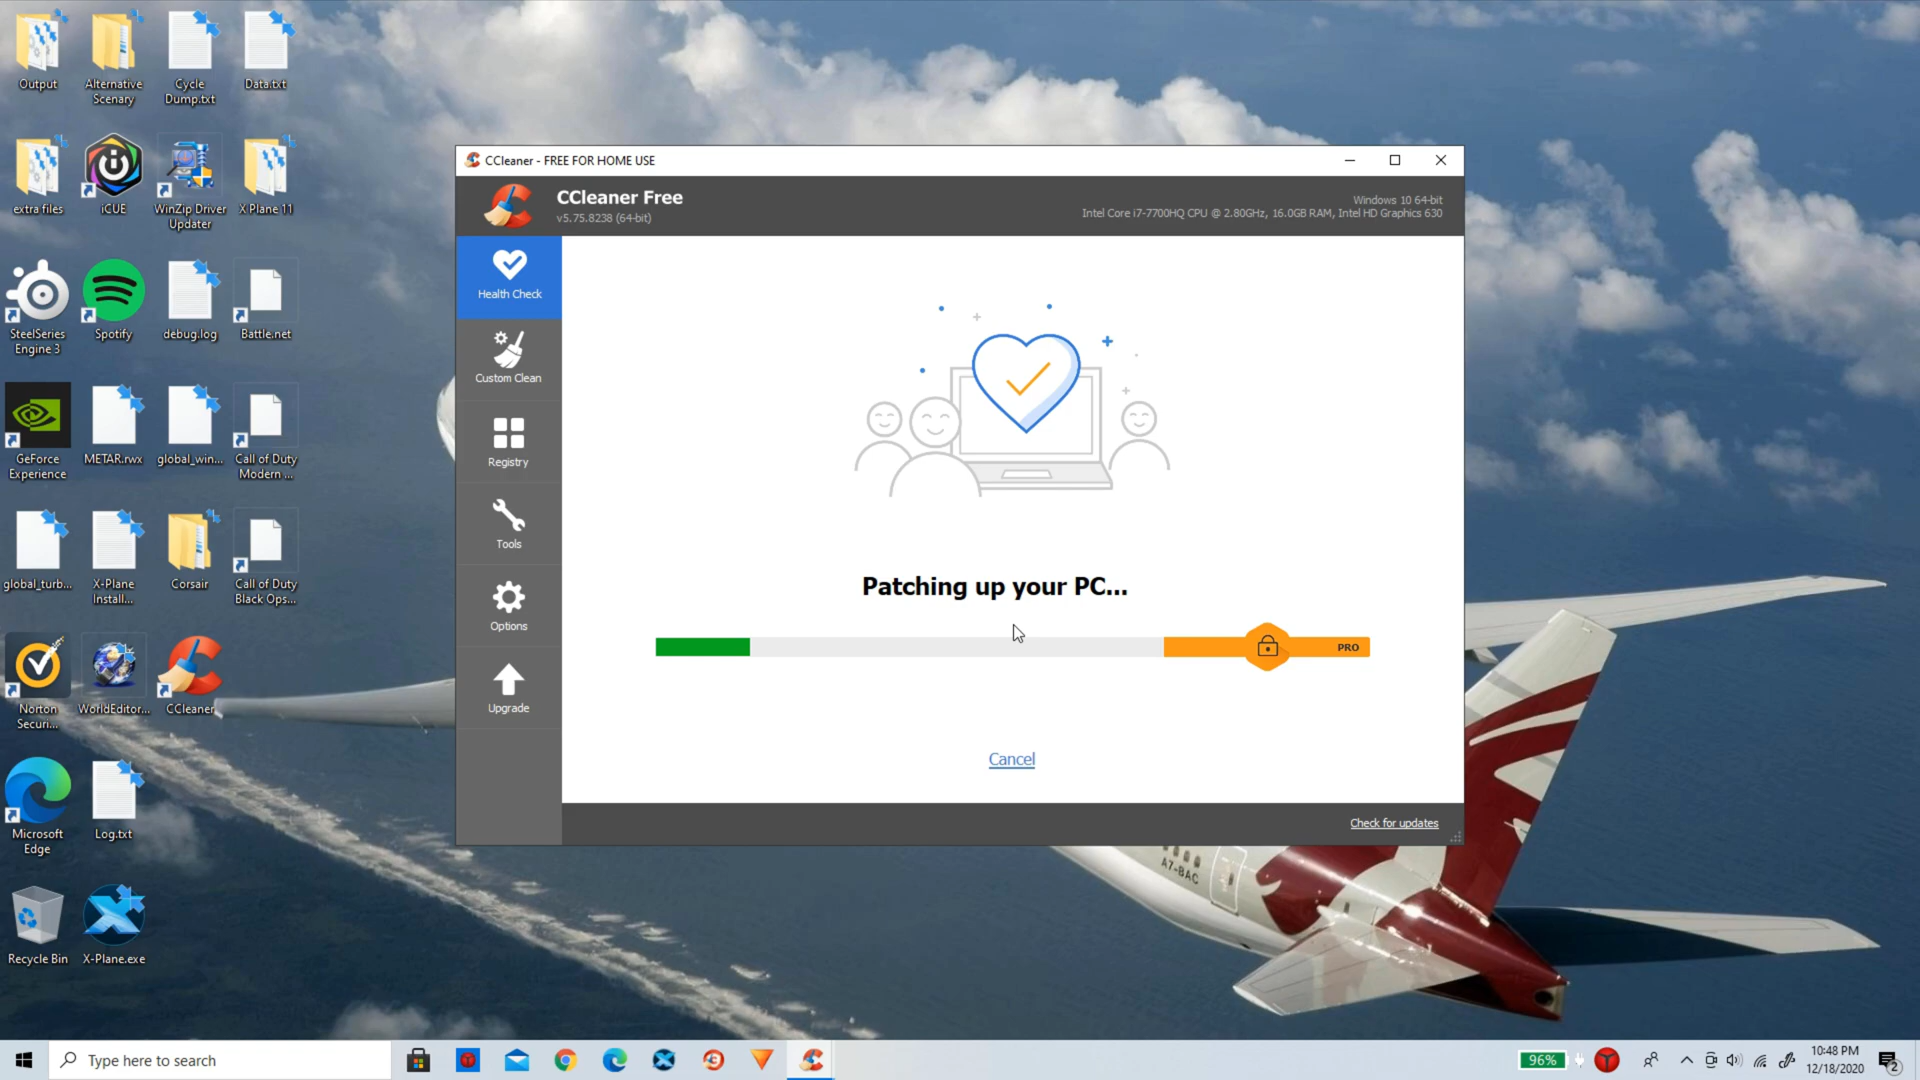 Output
Alternative
Scenary
Cycle
Dump.txt
Data.txt
extra files
iCUE
WinZip Driver
Updater
X Plane 11
SteelSeries
Engine 3
Spotify
debug.log
Battle.net
GeForce
Experience
METAR.rwx
global_win...
Call of Duty
Modern ...
global_turb...
X-Plane
Install...
Corsair
Call of Duty
Black Ops...
Norton
Securi...
WorldEditor...
CCleaner
Microsoft
Edge
Log.txt
Recycle Bin
X-Plane.exe
CCleaner - FREE FOR HOME USE
CCleaner Free
v5.75.8238 (64-bit)
Windows 10 64-bit
Intel Core i7-7700HQ CPU @ 2.80GHz, 16.0GB RAM, Intel HD Graphics 630
Health Check
Custom Clean
Registry
Tools
Options
Upgrade
Patching up your PC...
PRO
Cancel
Check for updates
A7-BAC
Type here to search
96%
10:48 PM
12/18/2020
2